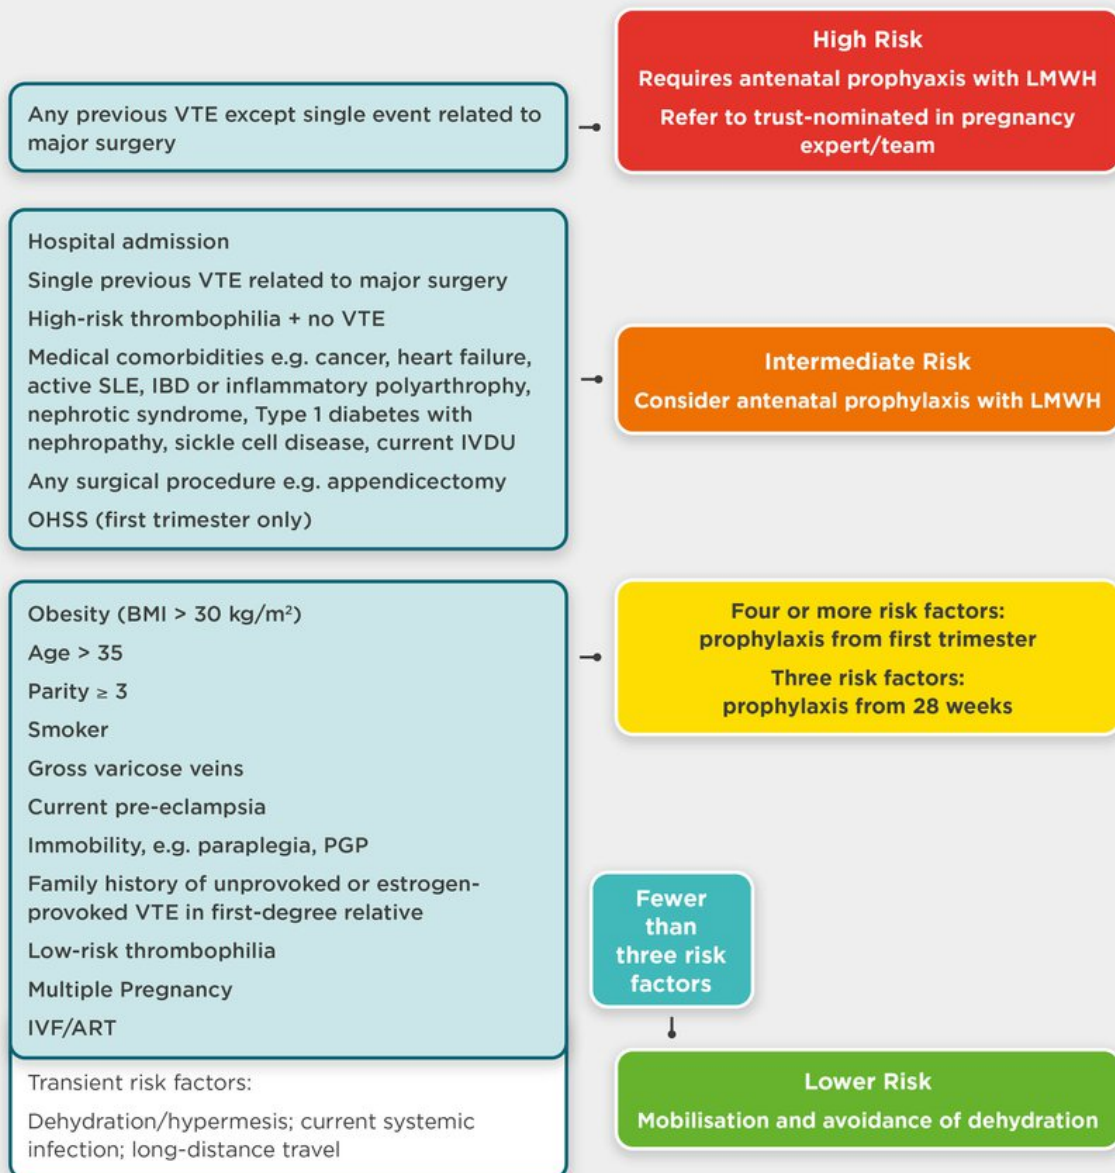 Any previous VTE except single event related to
major surgery
High Risk
Requires antenatal prophyaxis with LMWH
Refer to trust-nominated in pregnancy
expert/team
Hospital admission
Single previous VTE related to major surgery
High-risk thrombophilia + no VTE
Medical comorbidities e.g. cancer, heart failure,
active SLE, IBD or inflammatory polyarthrophy,
nephrotic syndrome, Type 1 diabetes with
nephropathy, sickle cell disease, current IVDU
Any surgical procedure e.g. appendicectomy
OHSS (first trimester only)
Intermediate Risk
Consider antenatal prophylaxis with LMWH
Obesity (BMI > 30 kg/m²)
Age > 35
Parity ≥ 3
Smoker
Gross varicose veins
Current pre-eclampsia
Immobility, e.g. paraplegia, PGP
Family history of unprovoked or estrogen-
provoked VTE in first-degree relative
Low-risk thrombophilia
Multiple Pregnancy
IVF/ART
Transient risk factors:
Dehydration/hypermesis; current systemic
infection; long-distance travel
Four or more risk factors:
prophylaxis from first trimester
Three risk factors:
prophylaxis from 28 weeks
Fewer
than
three risk
factors
Lower Risk
Mobilisation and avoidance of dehydration